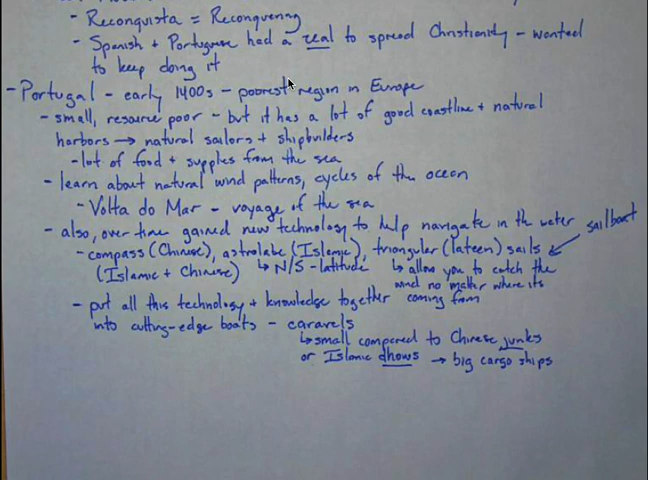 - Reconquista = Reconquering
- Spanish + Portuguese had a zeal to spread Christianity - wanted
to keep doing it
- Portugal - early 1400s - poorest region in Europe
- small, resource poor - but it has a lot of good coastline + natural
harbors → natural sailors + shipbuilders
- lot of food + supplies from the sea
- learn about natural wind patterns, cycles of the ocean
- Volta do Mar - voyage of the sea
- also, over time gained new technology to help navigate in the water
sailboat
- compass (Chinese), astrolabe (Islamic), triangular (lateen) sails
(Islamic + Chinese) ↳ N/S - latitude ↳ allow you to catch the
wind no matter where its
coming from
- put all this technology + knowledge together
into cutting-edge boats - caravels
↳ small compared to Chinese junks
or Islamic dhows → big cargo ships